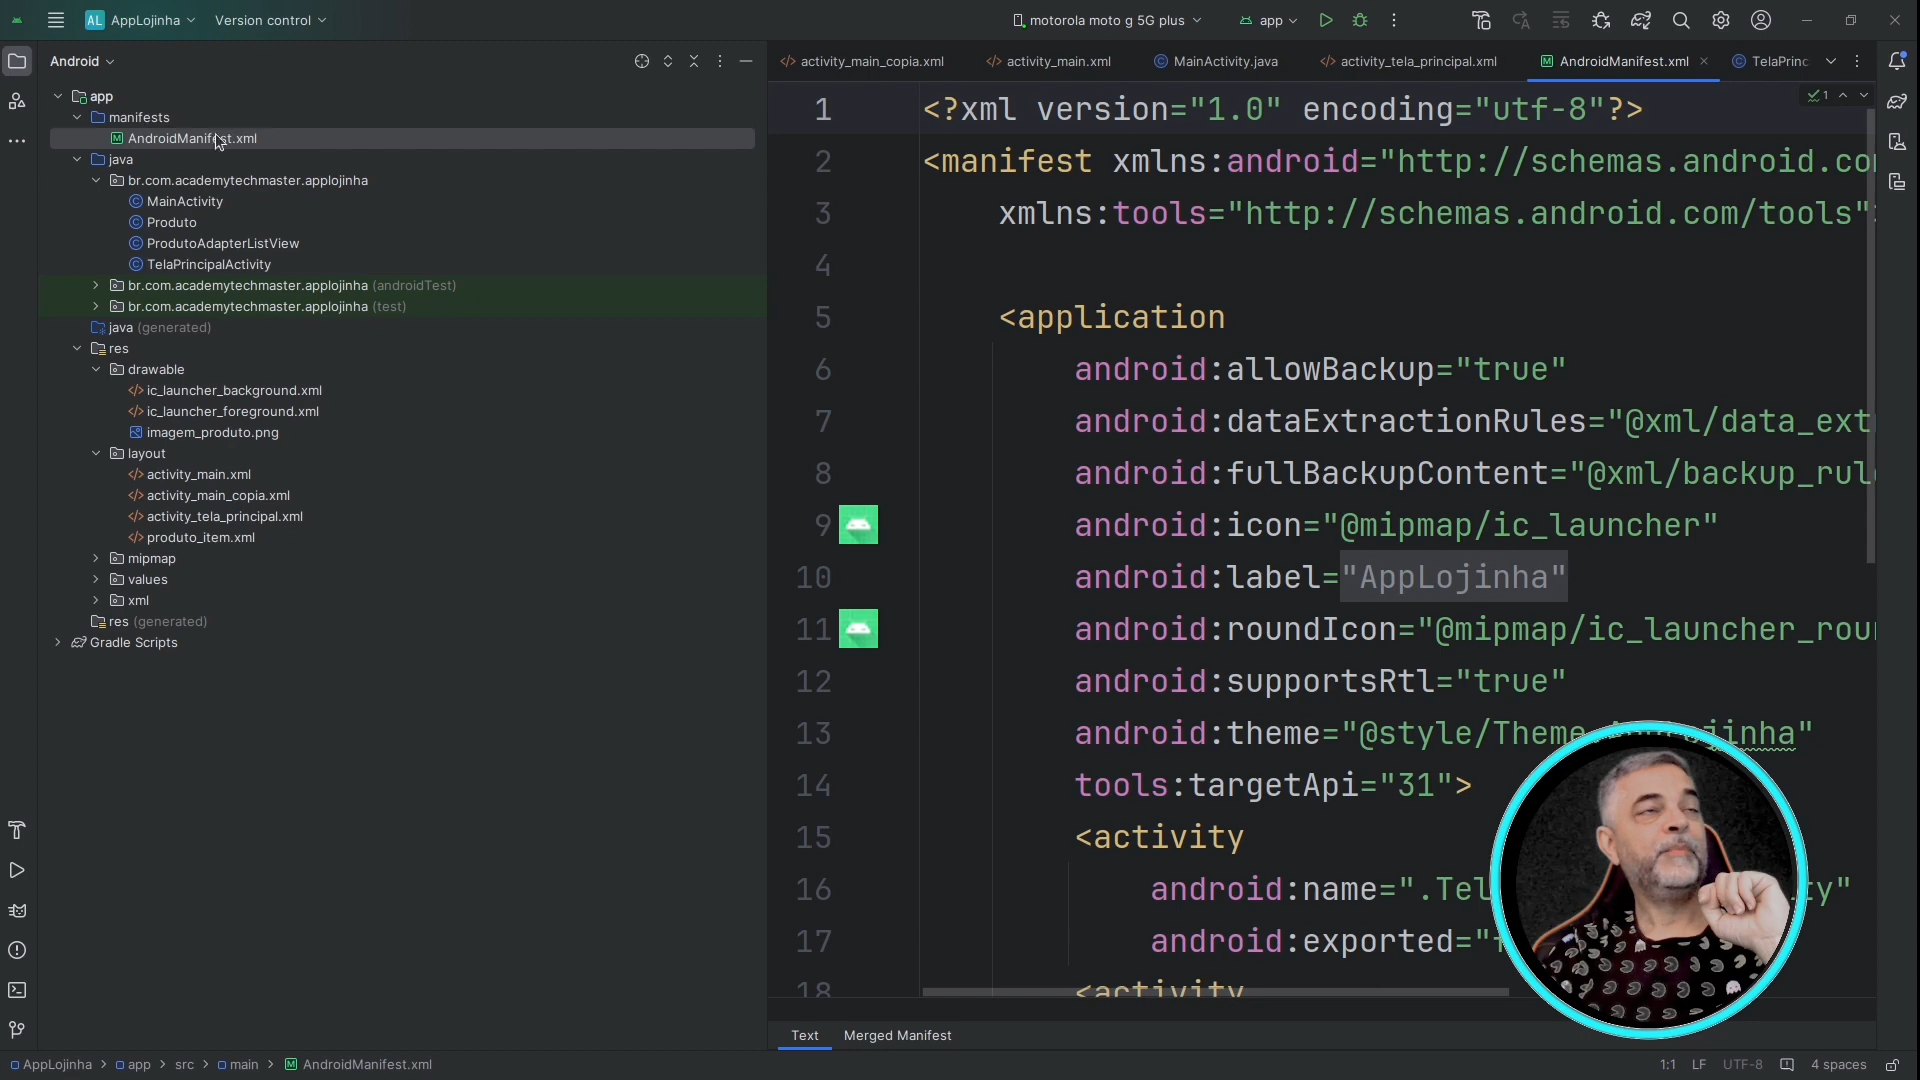 AL AppLojinha Version control
motorola moto g 5G plus app
Android
app
manifests
AndroidManifest.xml
java
br.com.academytechmaster.applojinha
MainActivity
Produto
ProdutoAdapterListView
TelaPrincipalActivity
br.com.academytechmaster.applojinha (androidTest)
br.com.academytechmaster.applojinha (test)
java (generated)
res
drawable
ic_launcher_background.xml
ic_launcher_foreground.xml
imagem_produto.png
layout
activity_main.xml
activity_main_copia.xml
activity_tela_principal.xml
produto_item.xml
mipmap
values
xml
res (generated)
Gradle Scripts
activity_main_copia.xml activity_main.xml MainActivity.java activity_tela_principal.xml AndroidManifest.xml TelaPrinc
1
1 <?xml version="1.0" encoding="utf-8"?>
2 <manifest xmlns:android="http://schemas.android.co
3 xmlns:tools="http://schemas.android.com/tools"
4
5 <application
6 android:allowBackup="true"
7 android:dataExtractionRules="@xml/data_ext
8 android:fullBackupContent="@xml/backup_rul
9 android:icon="@mipmap/ic_launcher"
10 android:label="AppLojinha"
11 android:roundIcon="@mipmap/ic_launcher_rou
12 android:supportsRtl="true"
13 android:theme="@style/Theme jinha"
14 tools:targetApi="31">
15 <activity
16 android:name=".Tel ty"
17 android:exported="
18 <activity
Text Merged Manifest
AppLojinha > app > src > main > AndroidManifest.xml
1:1 LF UTF-8 4 spaces